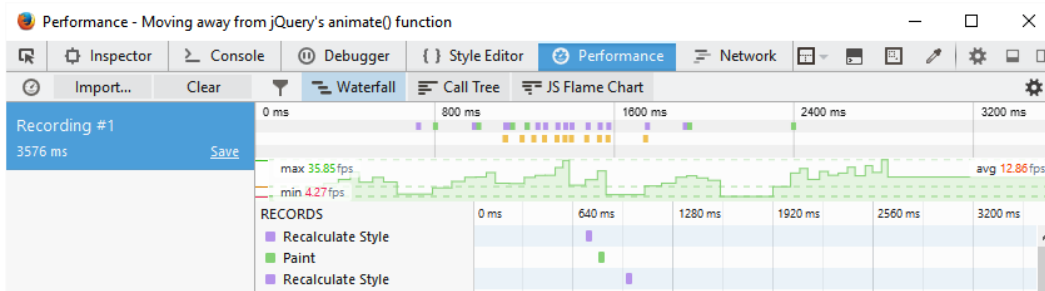 Performance - Moving away from jQuery's animate() function
Inspector Console Debugger { } Style Editor Performance Network
Import... Clear Waterfall Call Tree JS Flame Chart
Recording #1
3576 ms Save
0 ms 800 ms 1600 ms 2400 ms 3200 ms
max 35.85 fps avg 12.86 fps
min 4.27 fps
RECORDS 0 ms 640 ms 1280 ms 1920 ms 2560 ms 3200 ms
Recalculate Style
Paint
Recalculate Style